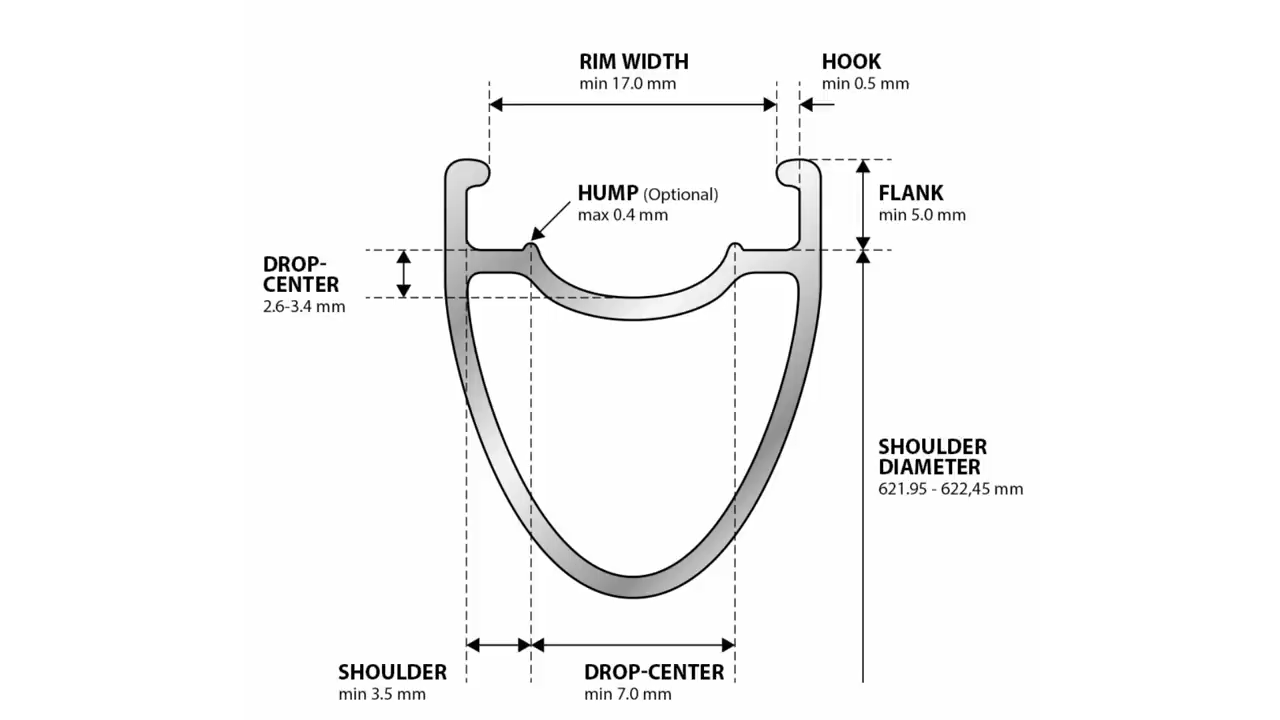 RIM WIDTH
min 17.0 mm
HOOK
min 0.5 mm
HUMP (Optional)
max 0.4 mm
FLANK
min 5.0 mm
DROP-
CENTER
2.6-3.4 mm
SHOULDER
DIAMETER
621.95 - 622,45 mm
SHOULDER
min 3.5 mm
DROP-CENTER
min 7.0 mm